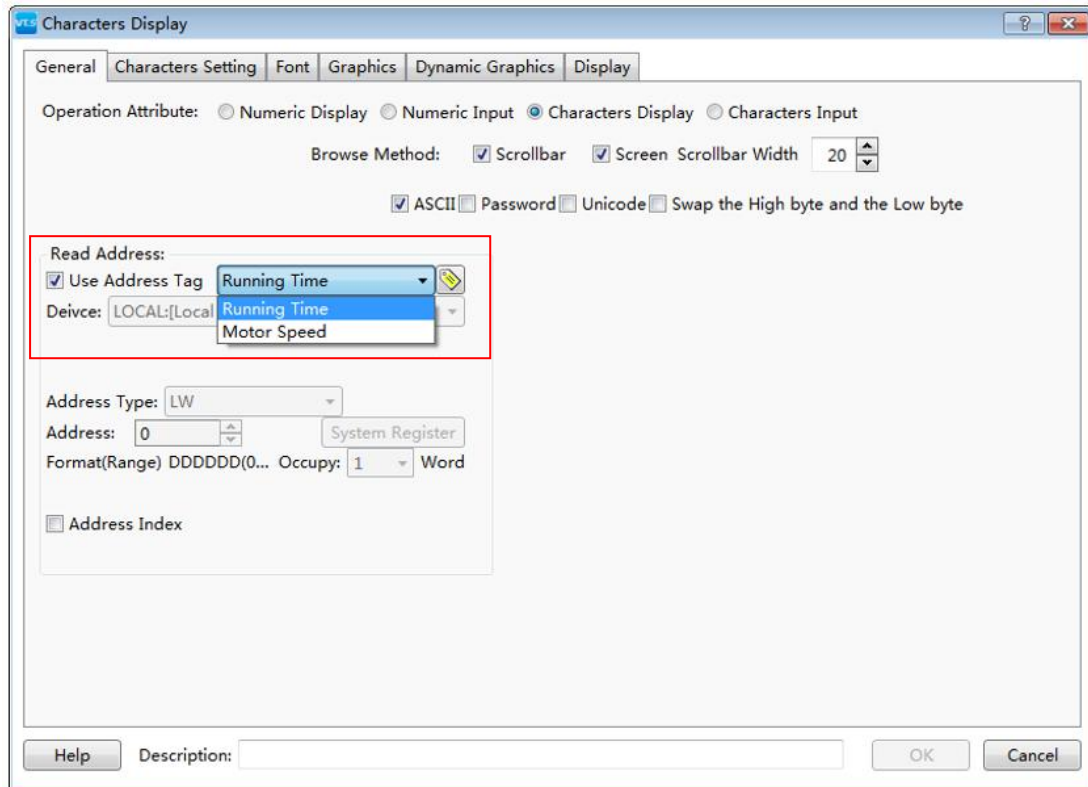 VTS Characters Display
General Characters Setting Font Graphics Dynamic Graphics Display
Operation Attribute: Numeric Display Numeric Input Characters Display Characters Input
Browse Method: Scrollbar Screen Scrollbar Width 20
ASCII Password Unicode Swap the High byte and the Low byte
Read Address:
Use Address Tag Running Time
Deivce: LOCAL:[Local Running Time
Motor Speed
Address Type: LW
Address: 0 System Register
Format(Range) DDDDDD(0... Occupy: 1 Word
Address Index
Help Description: OK Cancel